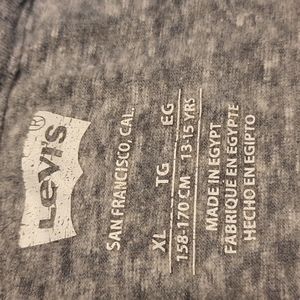 Levi's®
SAN FRANCISCO, CAL.
XL TG EG
158-170 CM 13-15 YRS
MADE IN EGYPT
FABRIQUE EN ÉGYPTE
HECHO EN EGIPTO